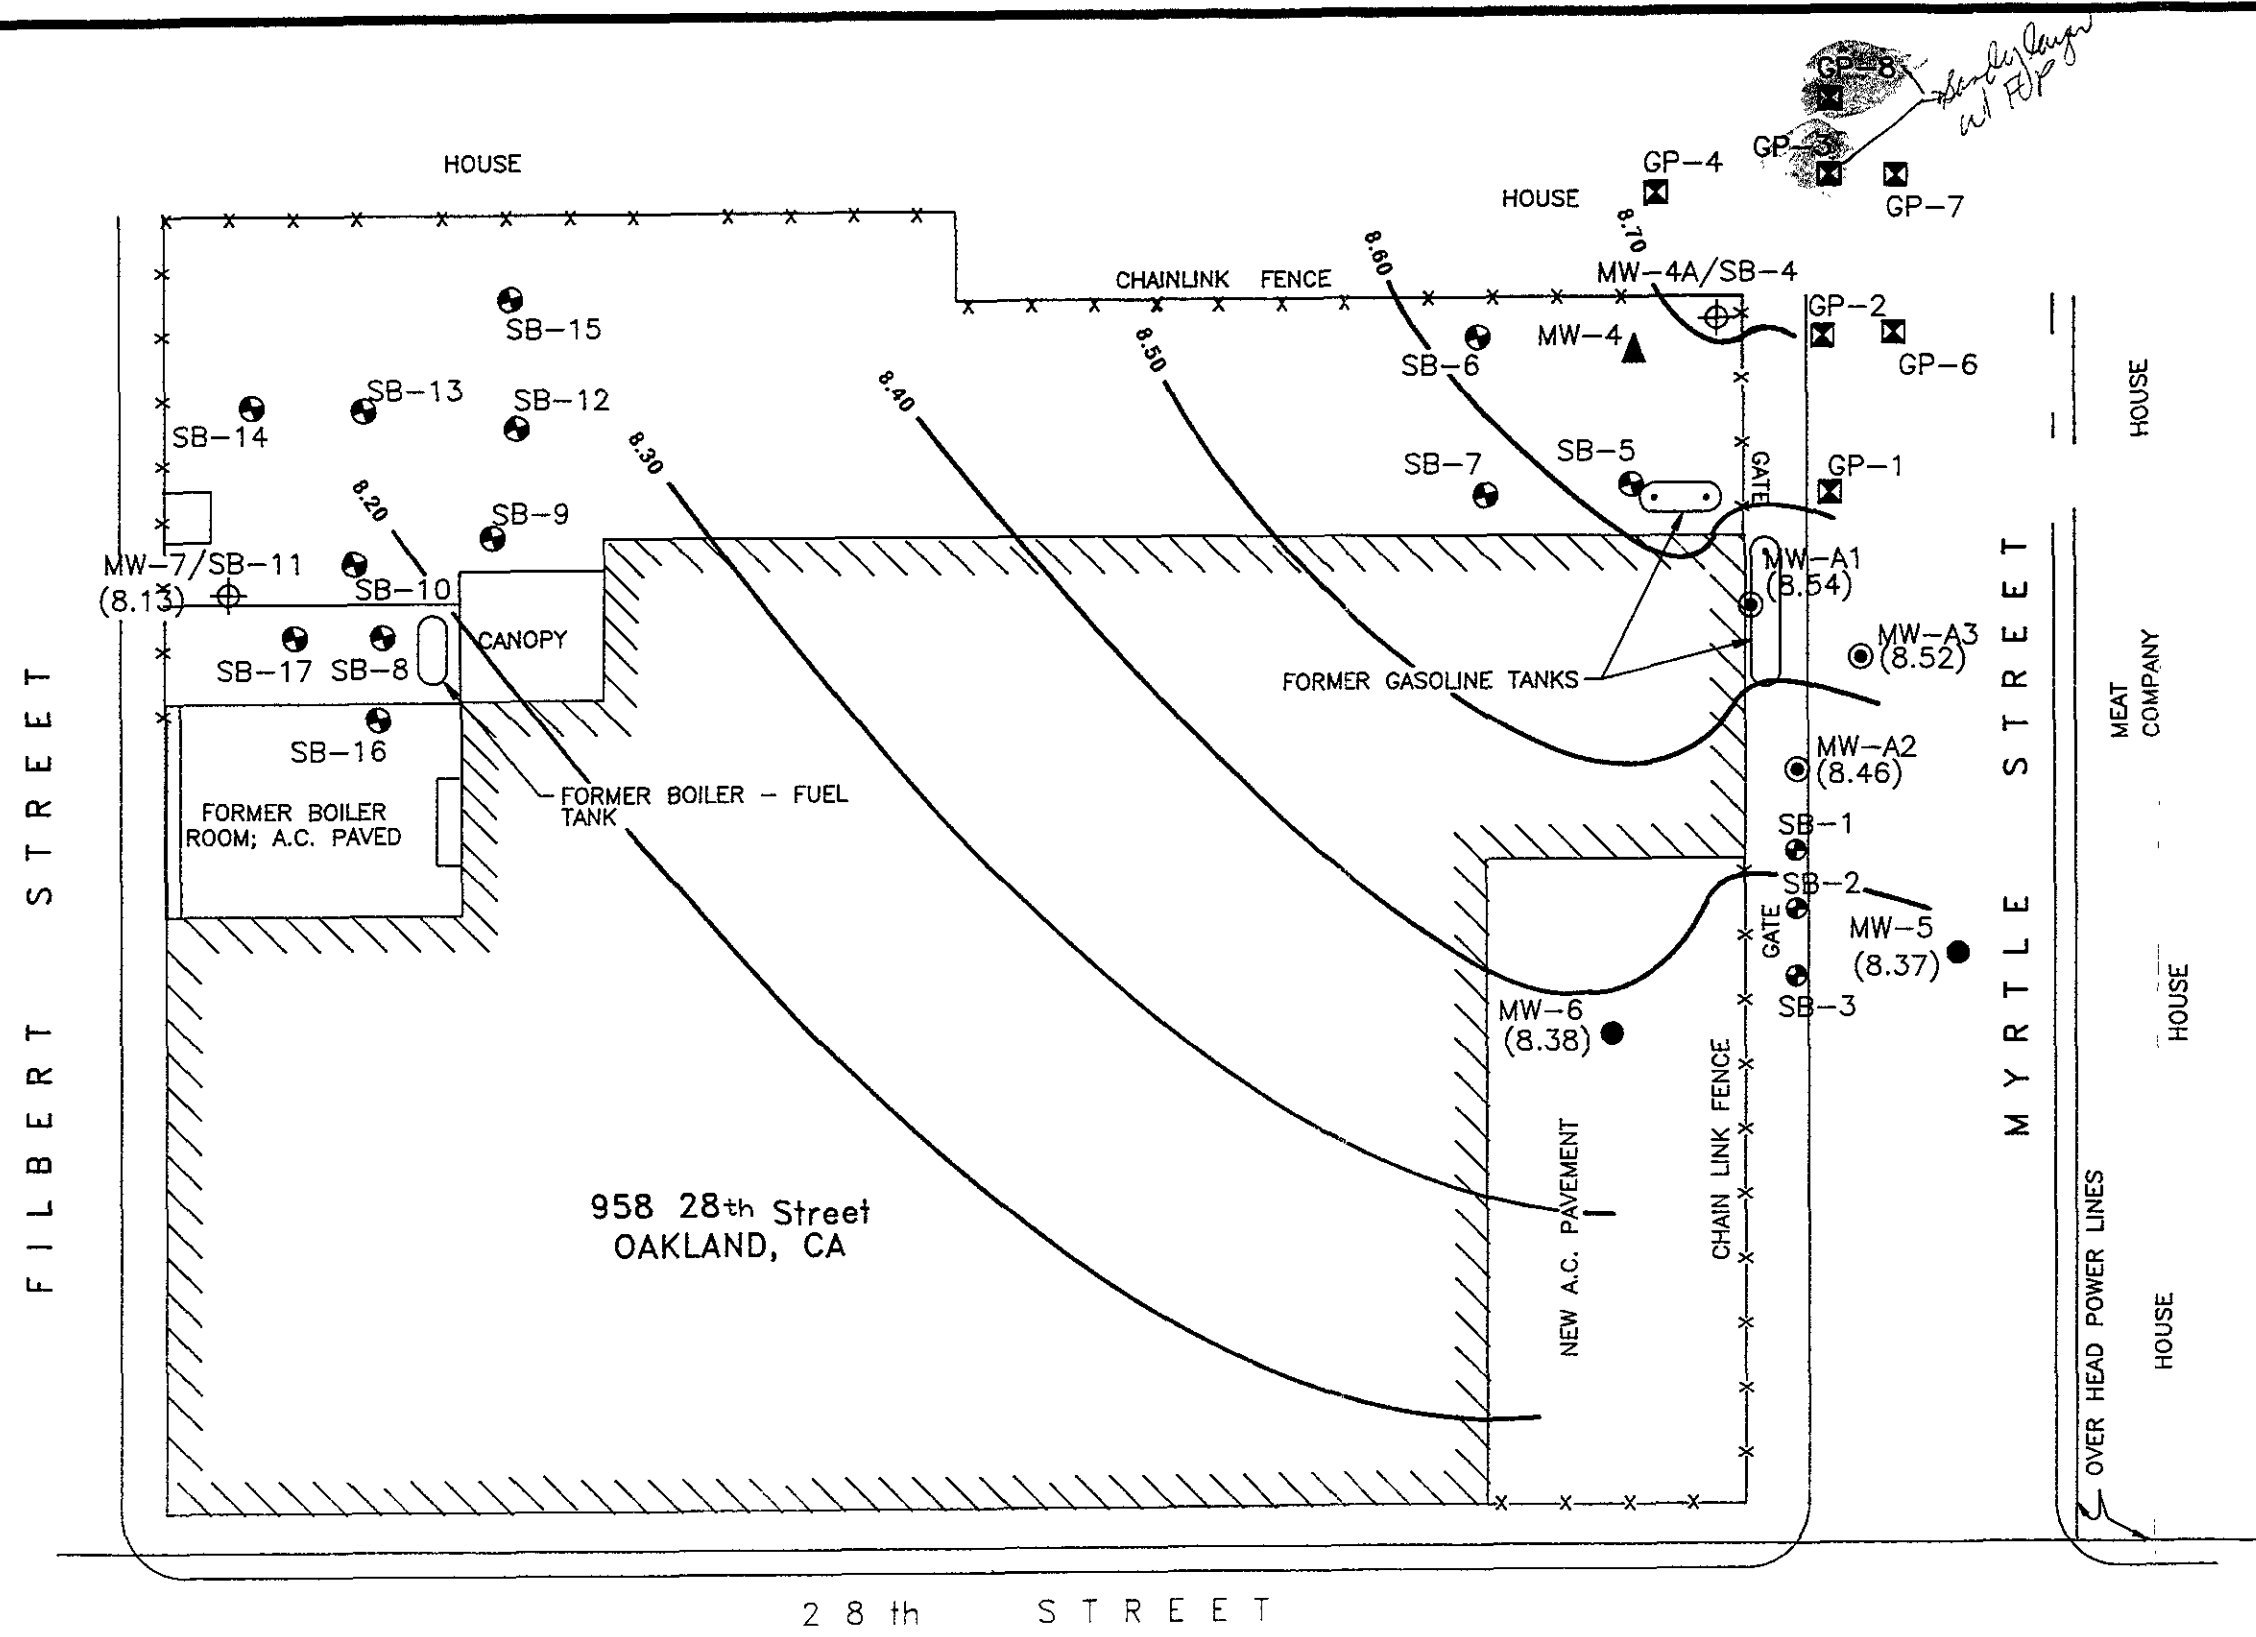 GP-8
Sandy layer
w/ FP
GP-3
GP-4
GP-7
HOUSE
HOUSE
8.70
8.60
MW-4A/SB-4
CHAINLINK FENCE
GP-2
SB-15
8.50
MW-4
SB-6
GP-6
HOUSE
8.40
SB-13
SB-12
SB-14
8.30
SB-7
SB-5
GATE
GP-1
8.20
SB-9
MW-7/SB-11
(8.13)
SB-10
MW-A1
(8.54)
CANOPY
SB-17
SB-8
MW-A3
(8.52)
FORMER GASOLINE TANKS
MEAT
COMPANY
SB-16
MW-A2
(8.46)
FORMER BOILER - FUEL
TANK
FORMER BOILER
ROOM; A.C. PAVED
SB-1
SB-2
GATE
MW-5
(8.37)
SB-3
MW-6
(8.38)
HOUSE
FILBERT STREET
MYRTLE STREET
CHAIN LINK FENCE
NEW A.C. PAVEMENT
958 28th Street
OAKLAND, CA
OVER HEAD POWER LINES
HOUSE
28th STREET